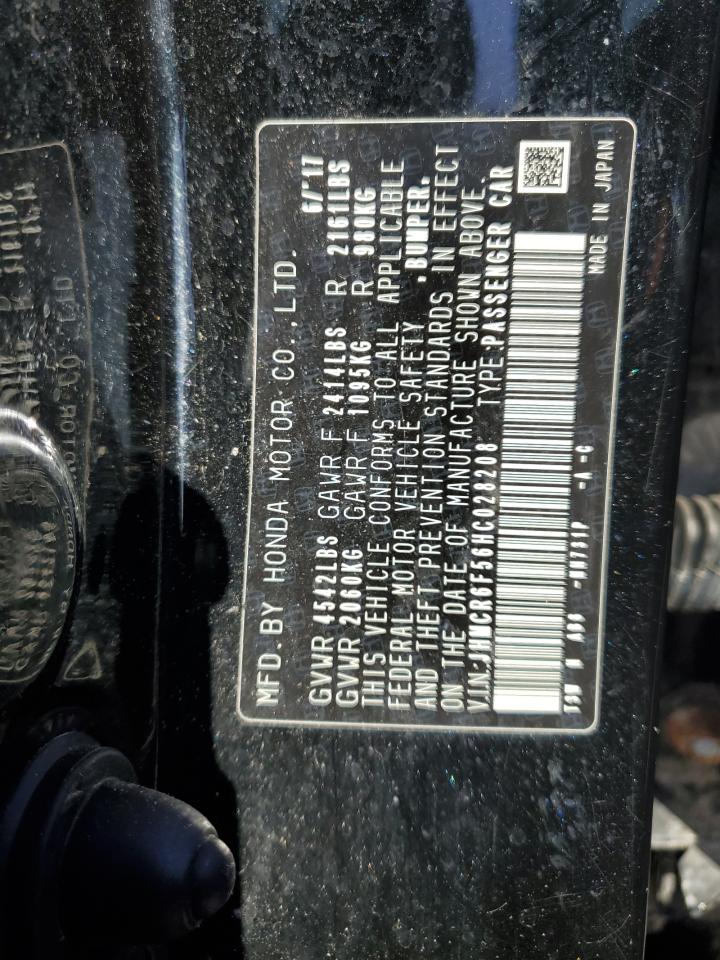 MFD. BY HONDA MOTOR CO., LTD. 6/'17
GVWR 4542LBS GAWR F 2414LBS R 2161LBS
GVWR 2060KG GAWR F 1095KG R 980KG
THIS VEHICLE CONFORMS TO ALL APPLICABLE
FEDERAL MOTOR VEHICLE SAFETY ,BUMPER,
AND THEFT PREVENTION STANDARDS IN EFFECT
ON THE DATE OF MANUFACTURE SHOWN ABOVE.
V.I.N: JHMCR6F56HC028208 TYPE:PASSENGER CAR
-NH731P -A -C
MADE IN JAPAN